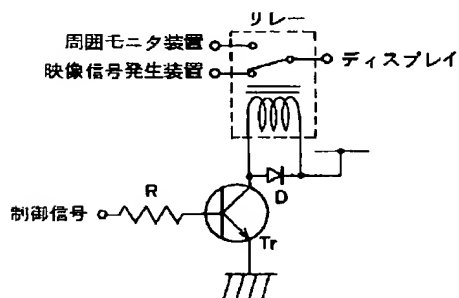 リレー
周囲モニタ装置
ディスプレイ
映像信号発生装置
R
D
制御信号
Tr